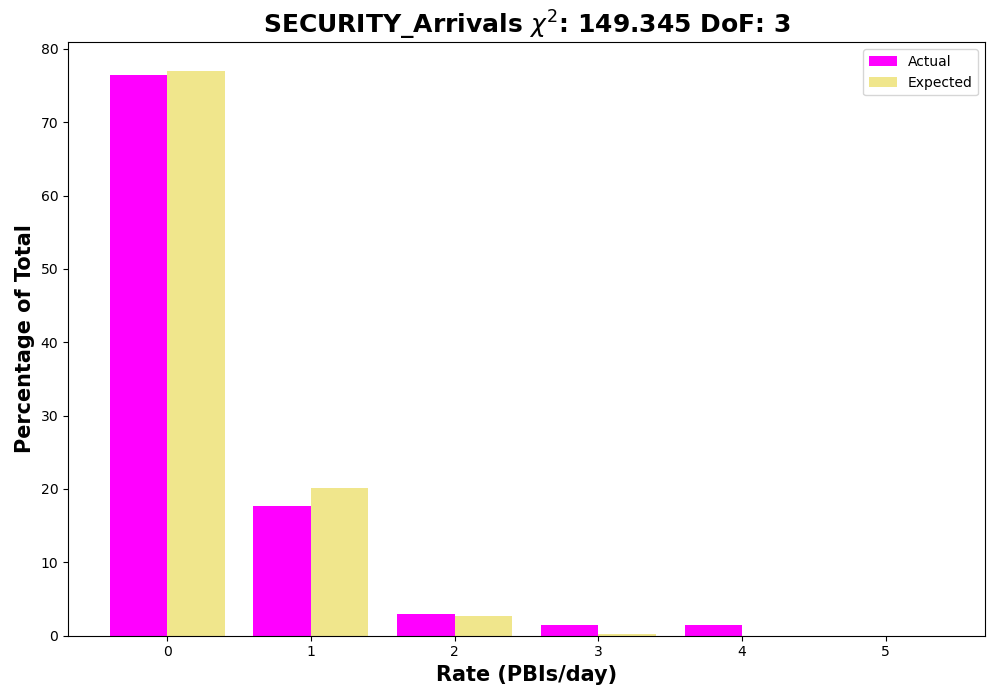 SECURITY_Arrivals χ²: 149.345 DoF: 3
Actual
Expected
Percentage of Total
80
70
60
50
40
30
20
10
0
0 1 2 3 4 5
Rate (PBIs/day)